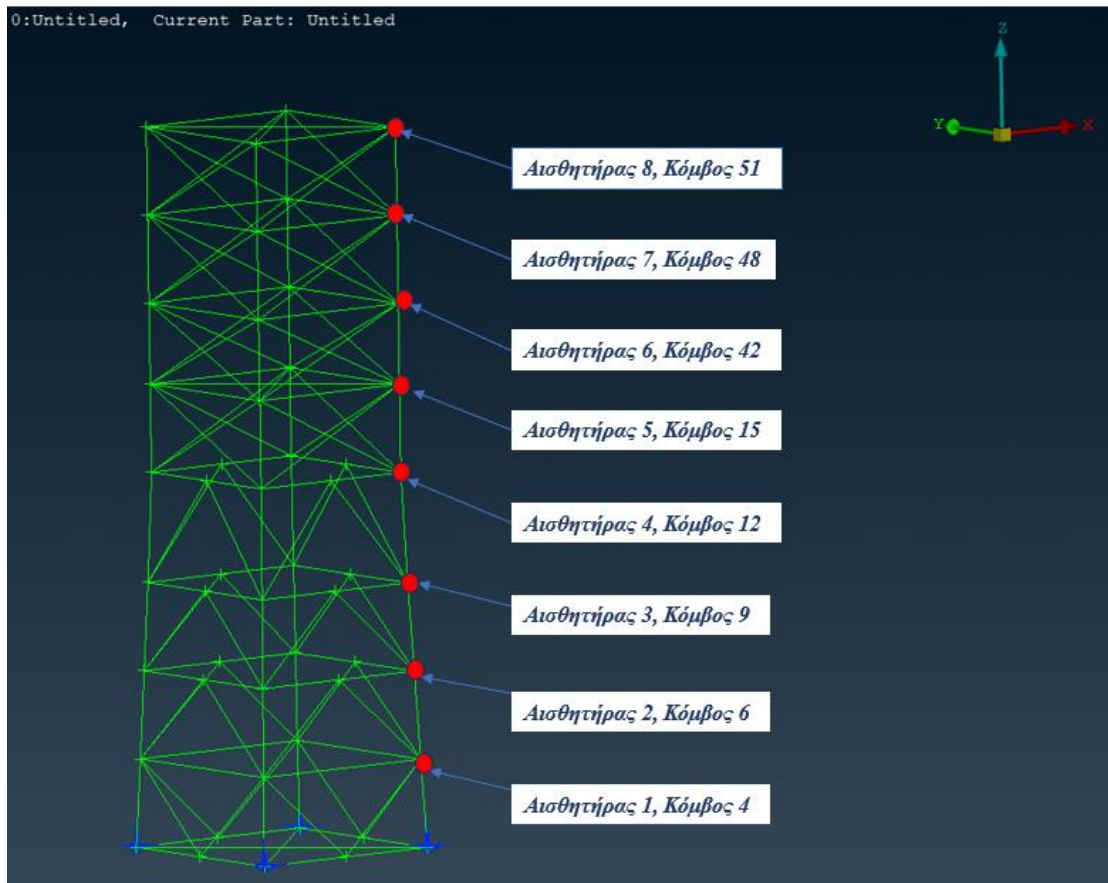 0:Untitled,  Current Part: Untitled
Z
Y
X
Αισθητήρας 8, Κόμβος 51
Αισθητήρας 7, Κόμβος 48
Αισθητήρας 6, Κόμβος 42
Αισθητήρας 5, Κόμβος 15
Αισθητήρας 4, Κόμβος 12
Αισθητήρας 3, Κόμβος 9
Αισθητήρας 2, Κόμβος 6
Αισθητήρας 1, Κόμβος 4